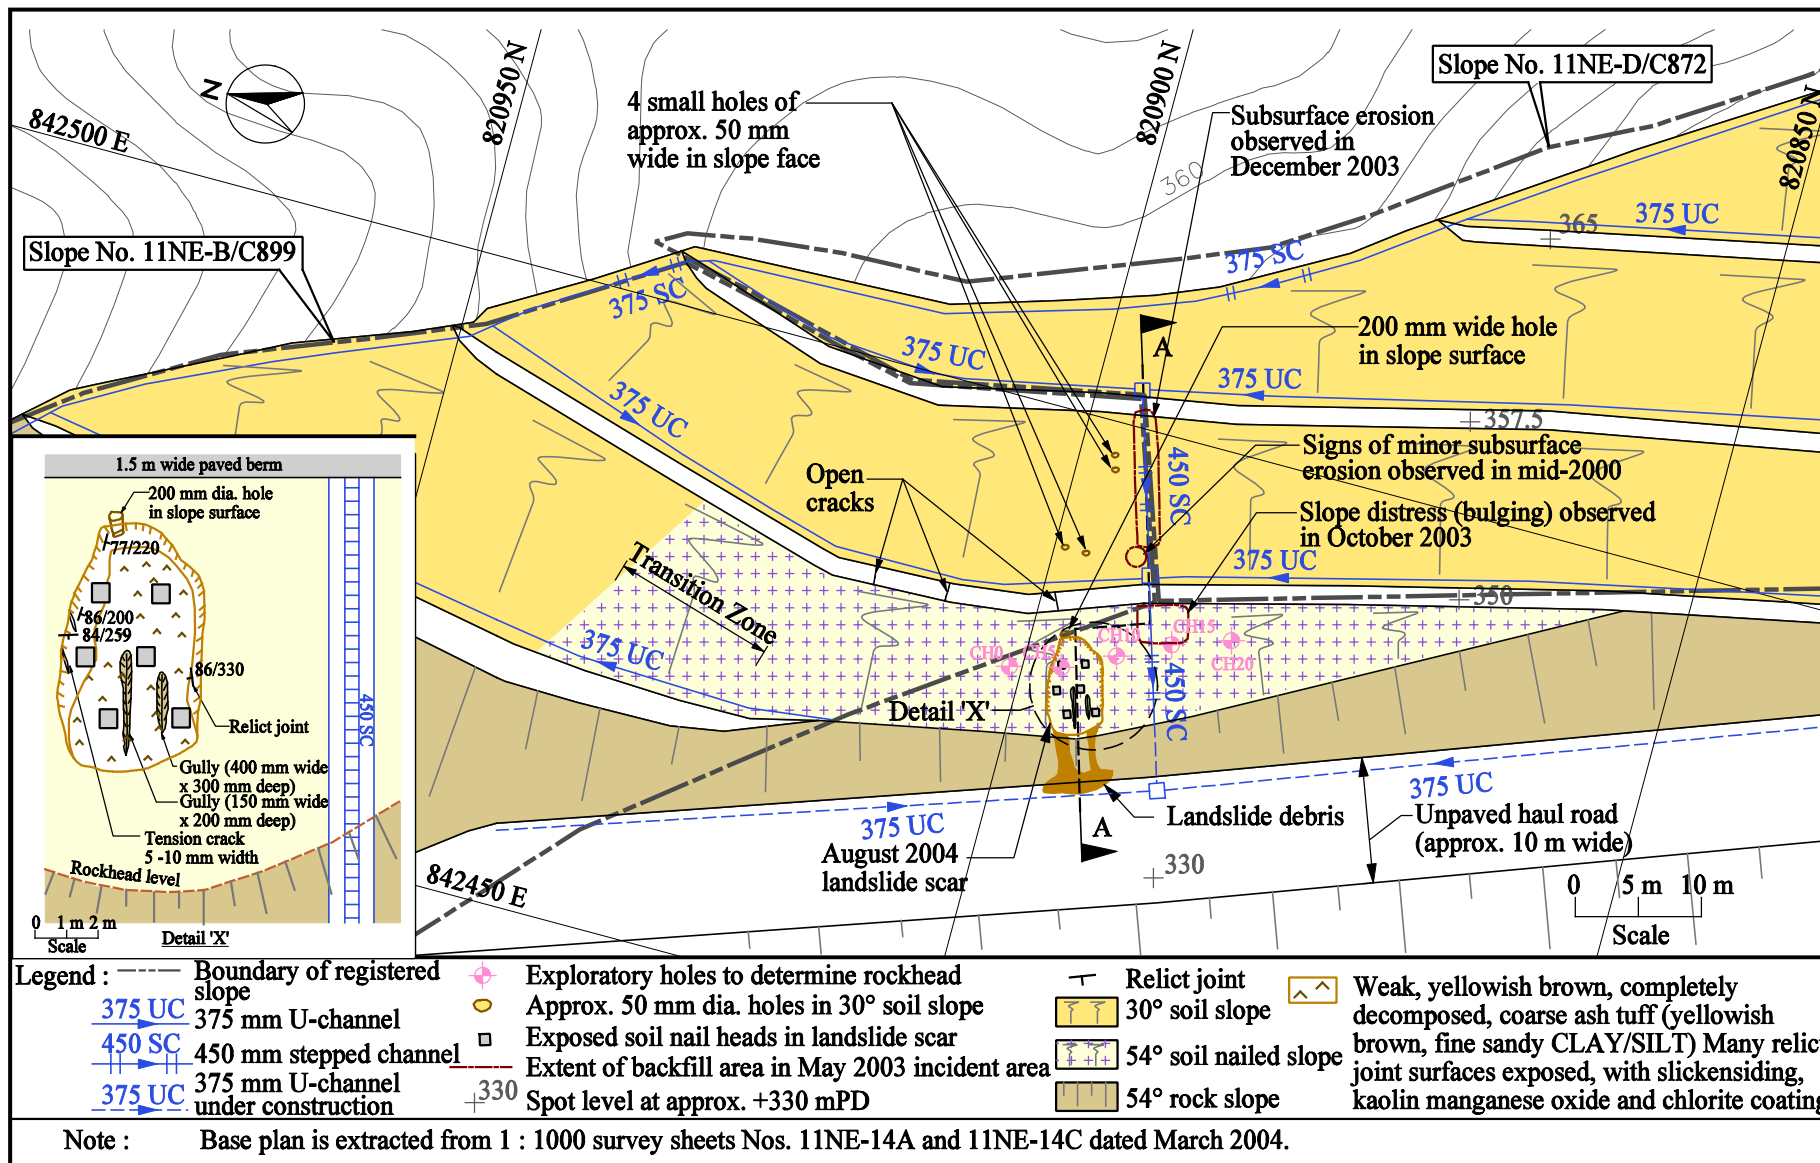 Slope No. 11NE-D/C872
820950 N
820900 N
820850 N
N
842500 E
4 small holes of
approx. 50 mm
wide in slope face
Subsurface erosion
observed in
December 2003
360
365
375 UC
Slope No. 11NE-B/C899
375 SC
375 SC
200 mm wide hole
in slope surface
A
375 UC
375 UC
375 UC
357.5
Signs of minor subsurface
erosion observed in mid-2000
450 SC
Open
cracks
Slope distress (bulging) observed
in October 2003
375 UC
350
Transition Zone
375 UC
CH0
CH5
CH10
CH15
CH20
450 SC
Detail 'X'
375 UC
375 UC
Landslide debris
Unpaved haul road
(approx. 10 m wide)
A
August 2004
landslide scar
330
842450 E
0 5 m 10 m
Scale
1.5 m wide paved berm
200 mm dia. hole
in slope surface
77/220
86/200
84/259
86/330
450 SC
Relict joint
Gully (400 mm wide
x 300 mm deep)
Gully (150 mm wide
x 200 mm deep)
Tension crack
5 -10 mm width
Rockhead level
0 1 m 2 m
Scale
Detail 'X'
Legend :
Boundary of registered
slope
375 UC
375 mm U-channel
450 SC
450 mm stepped channel
375 UC
375 mm U-channel
under construction
Exploratory holes to determine rockhead
Approx. 50 mm dia. holes in 30° soil slope
Exposed soil nail heads in landslide scar
Extent of backfill area in May 2003 incident area
330
Spot level at approx. +330 mPD
Relict joint
30° soil slope
54° soil nailed slope
54° rock slope
Weak, yellowish brown, completely
decomposed, coarse ash tuff (yellowish
brown, fine sandy CLAY/SILT) Many relict
joint surfaces exposed, with slickensiding,
kaolin manganese oxide and chlorite coating
Note :
Base plan is extracted from 1 : 1000 survey sheets Nos. 11NE-14A and 11NE-14C dated March 2004.